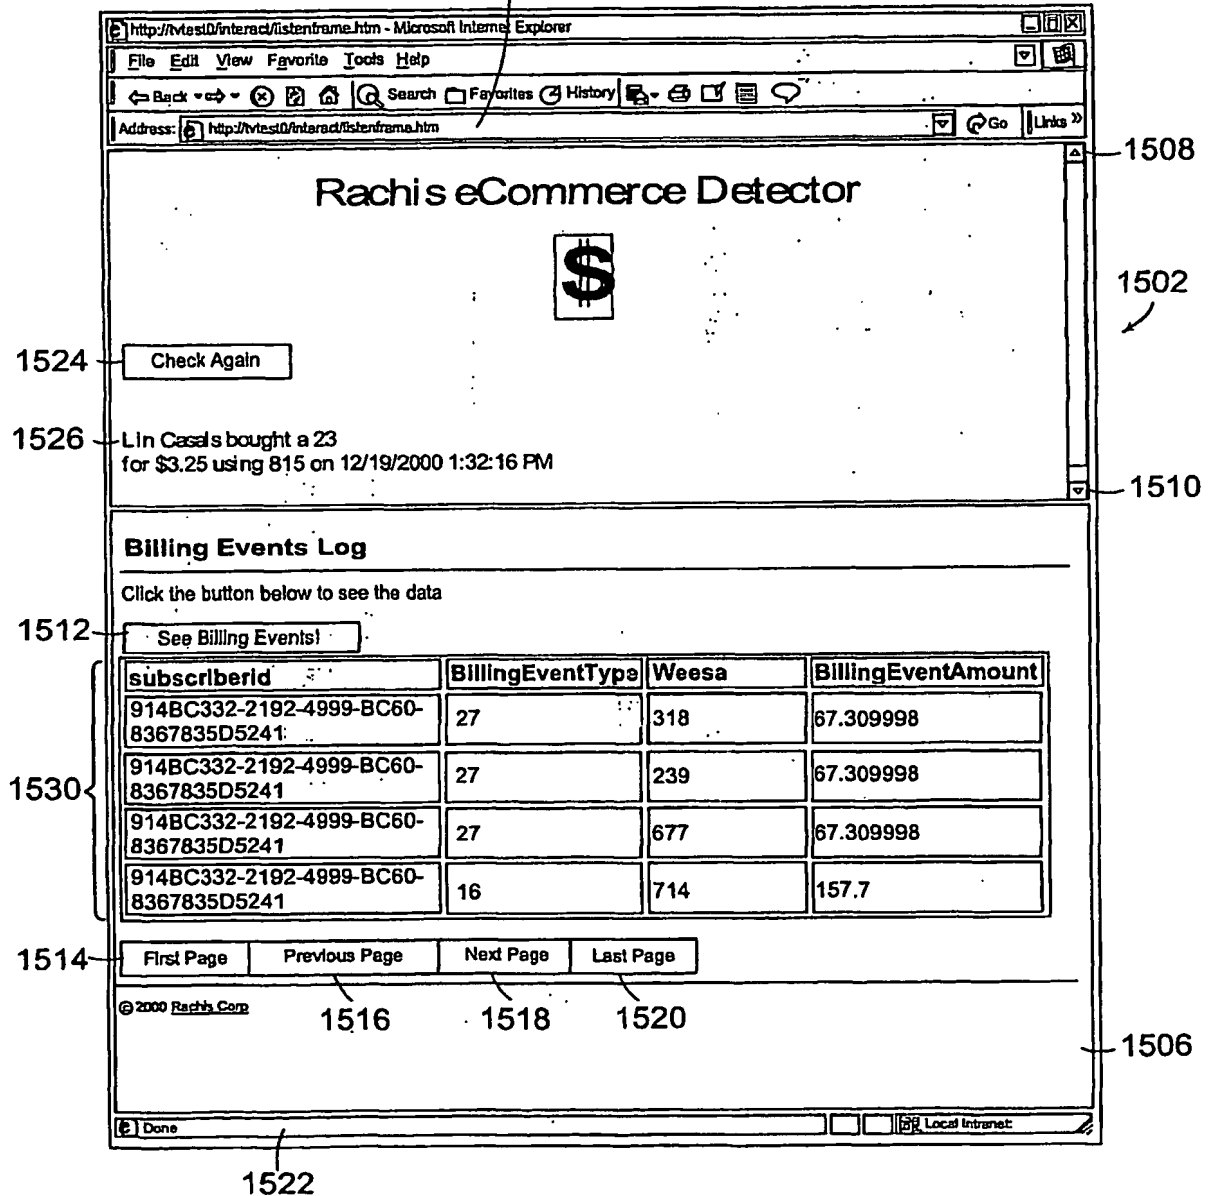 http://tvtest0/interact/listenframe.htm - Microsoft Internet Explorer
File Edit View Favorite Tools Help
Back Search Favorites History
Address: http://tvtest0/interact/listenframe.htm Go Links »
1508
Rachis eCommerce Detector
$
1502
1524 Check Again
1526 Lin Casals bought a 23
for $3.25 using 815 on 12/19/2000 1:32:16 PM
1510
Billing Events Log
Click the button below to see the data
1512 See Billing Events!
subscriberId BillingEventType Weesa BillingEventAmount
914BC332-2192-4999-BC60-
8367835D5241 27 318 67.309998
914BC332-2192-4999-BC60-
8367835D5241 27 239 67.309998
1530
914BC332-2192-4999-BC60-
8367835D5241 27 677 67.309998
914BC332-2192-4999-BC60-
8367835D5241 16 714 157.7
1514 First Page Previous Page Next Page Last Page
© 2000 Rachis Corp
1516 1518 1520
1506
Done Local Intranet
1522